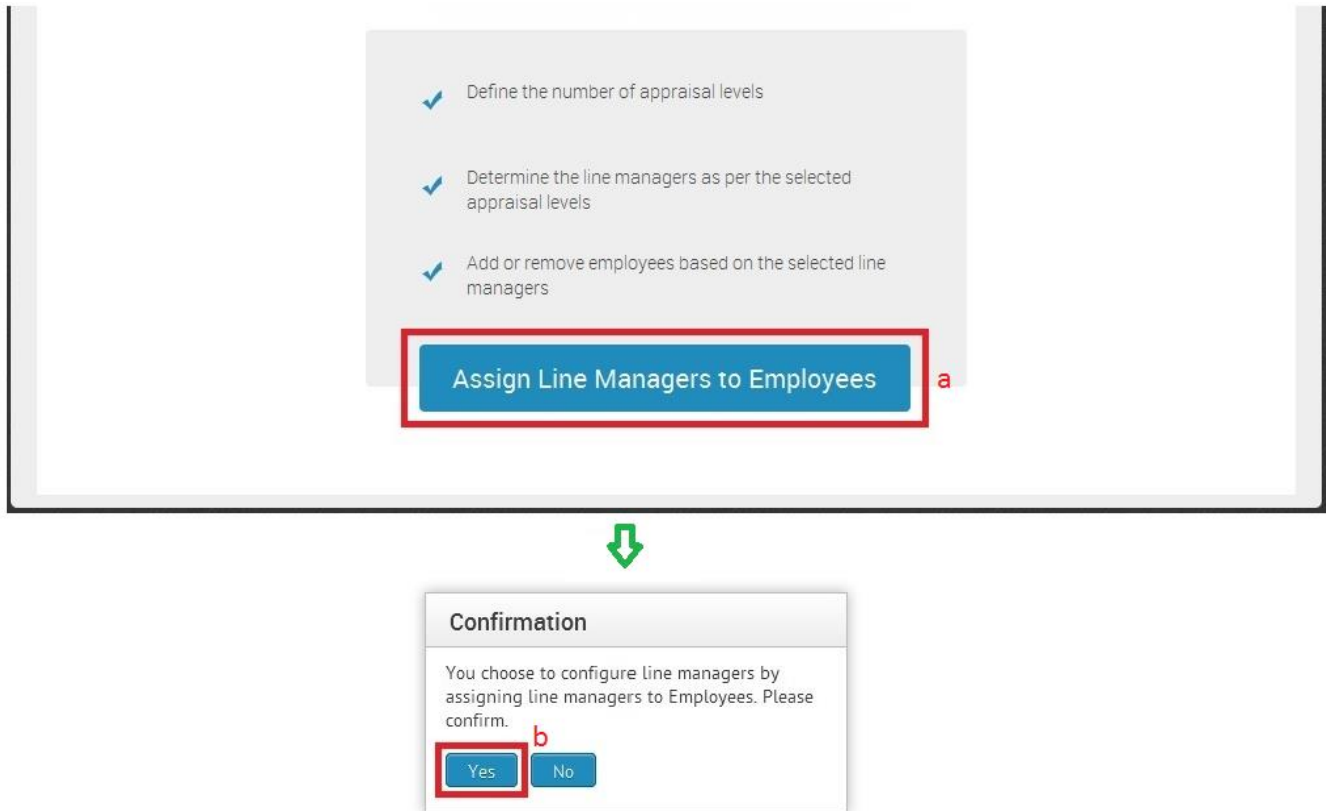 Define the number of appraisal levels
Determine the line managers as per the selected
appraisal levels
Add or remove employees based on the selected line
managers
Assign Line Managers to Employees
a
Confirmation
You choose to configure line managers by
assigning line managers to Employees. Please
confirm.
b
Yes
No